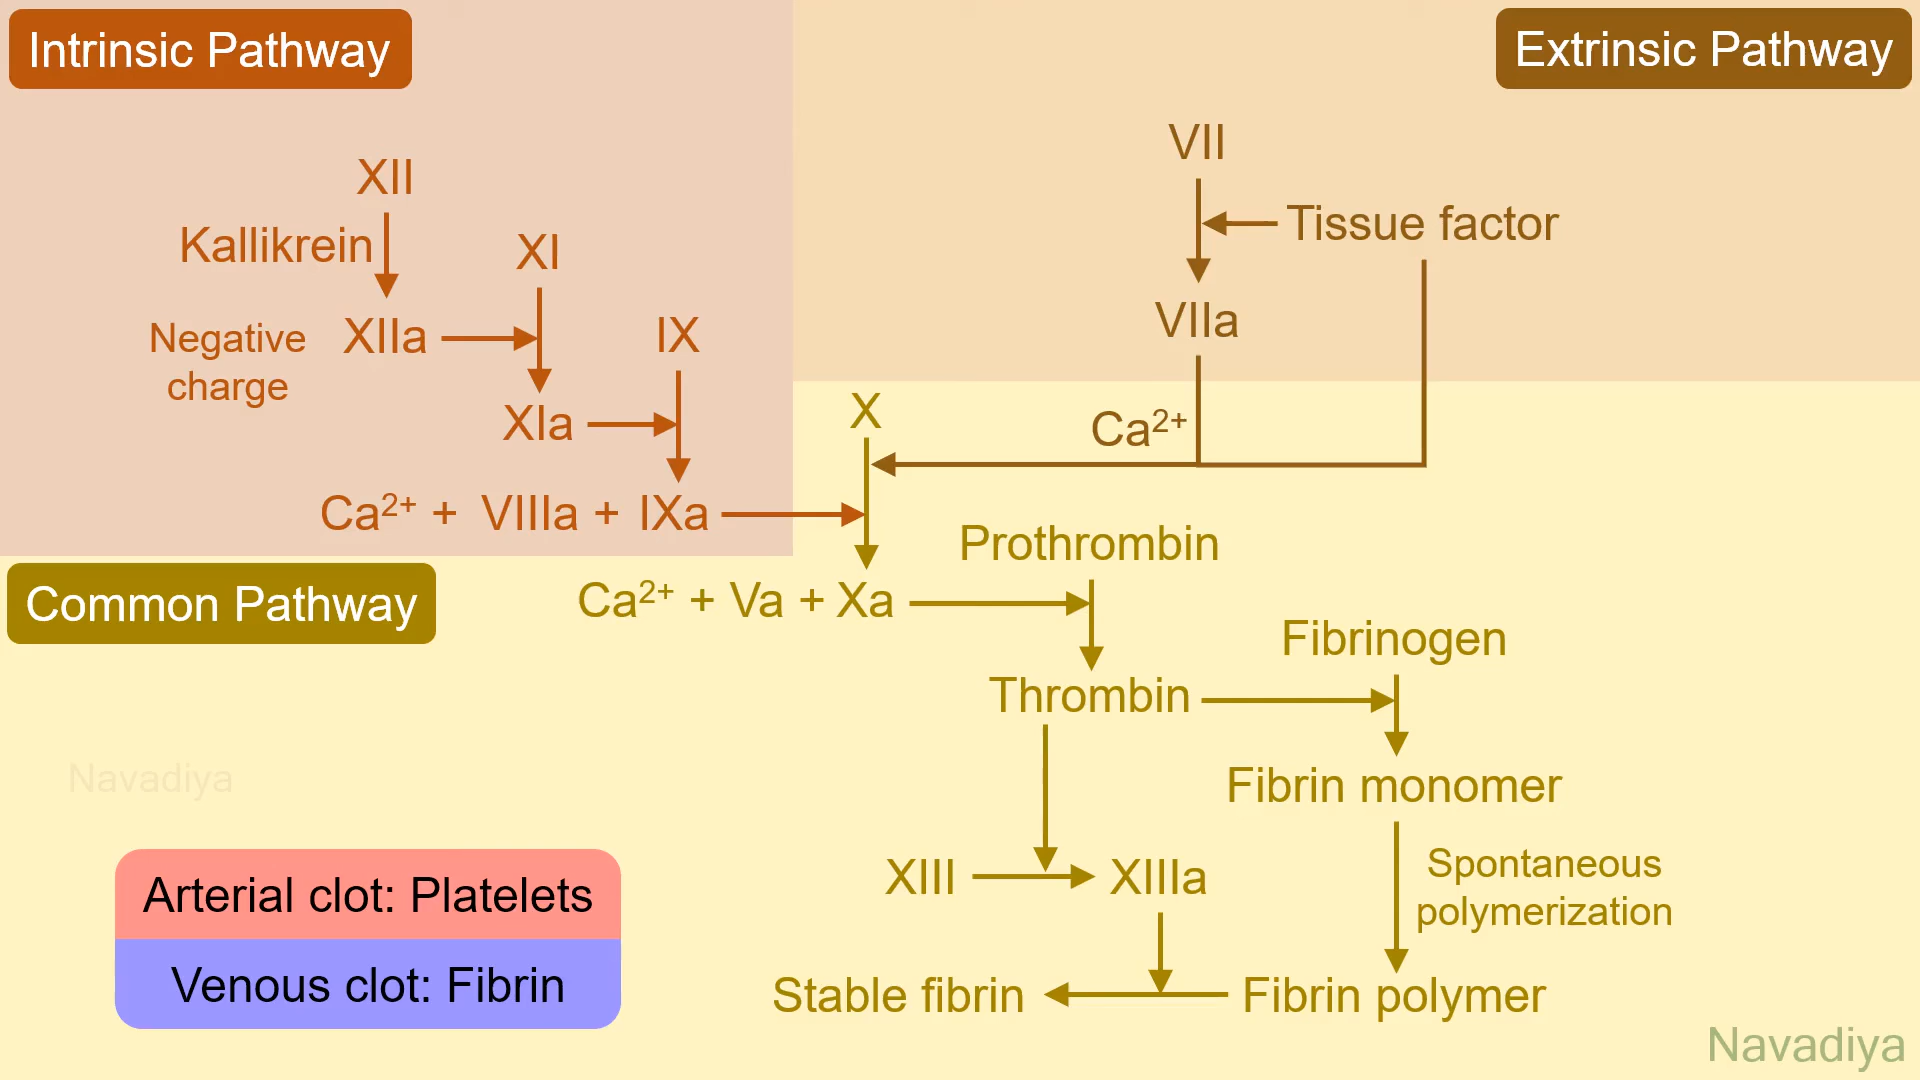 Intrinsic Pathway
Extrinsic Pathway
VII
XII
Tissue factor
Kallikrein
XI
VIIa
Negative
charge
XIIa
IX
X
XIa
Ca²⁺
Ca²⁺ + VIIIa + IXa
Prothrombin
Common Pathway
Ca²⁺ + Va + Xa
Fibrinogen
Thrombin
Navadiya
Fibrin monomer
Spontaneous
polymerization
XIII
XIIIa
Arterial clot: Platelets
Venous clot: Fibrin
Stable fibrin
Fibrin polymer
Navadiya